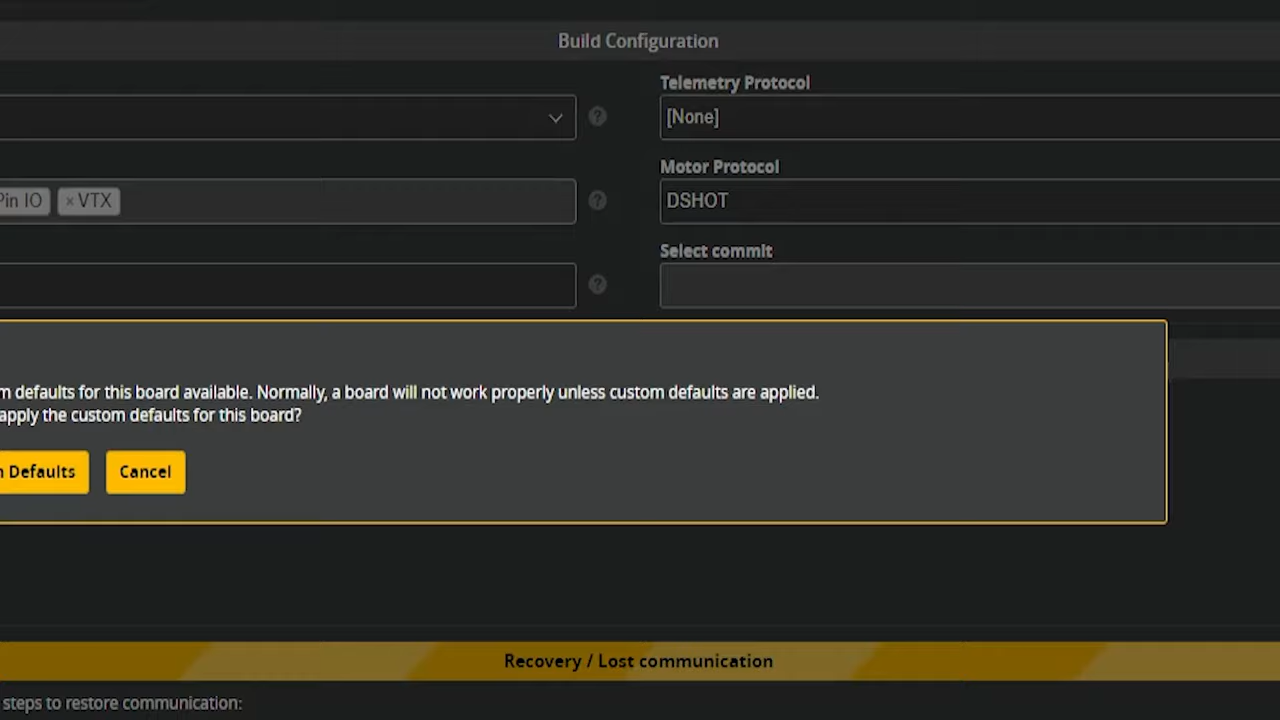 Build Configuration
Telemetry Protocol
[None]
Motor Protocol
Pin IO × VTX
DSHOT
Select commit
m defaults for this board available. Normally, a board will not work properly unless custom defaults are applied.
apply the custom defaults for this board?
n Defaults
Cancel
Recovery / Lost communication
steps to restore communication: